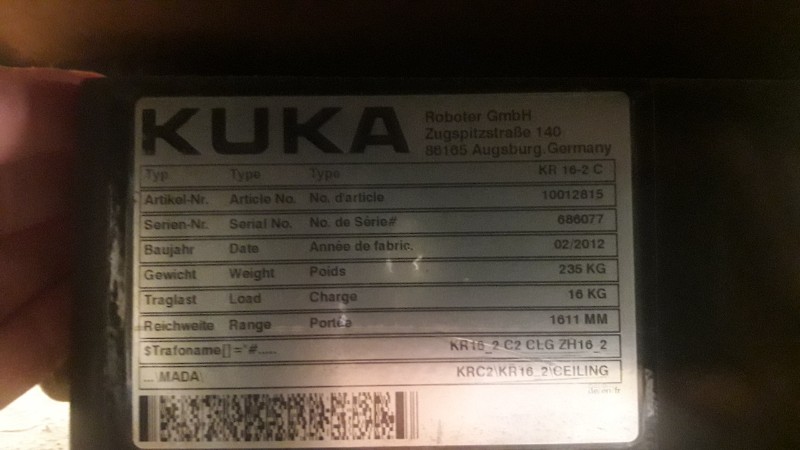 KUKA
Roboter GmbH
Zugspitzstraße 140
86165 Augsburg.Germany
Typ Type Type KR 16-2 C
Artikel-Nr. Article No. No. d'article 10012815
Serien-Nr. Serial No. No. de Série# 686077
Baujahr Date Année de fabric. 02/2012
Gewicht Weight Poids 235 KG
Traglast Load Charge 16 KG
Reichweite Range Portée 1611 MM
$Trafoname[]="#..... KR16_2 C2 CLG ZH16_2
...\MADA\ KRC2\KR16_2\CEILING